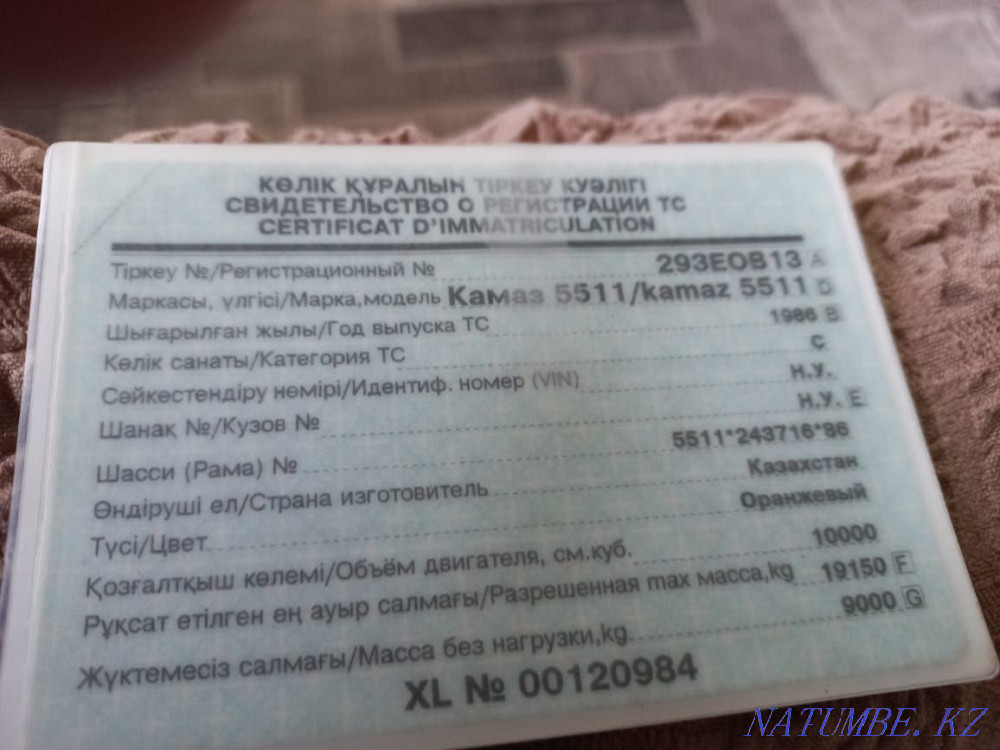 КӨЛІК ҚҰРАЛЫН ТІРКЕУ КУӘЛІГІ
СВИДЕТЕЛЬСТВО О РЕГИСТРАЦИИ ТС
CERTIFICAT D'IMMATRICULATION
Тіркеу №/Регистрационный № 293EOB13 A
Маркасы, үлгісі/Марка,модель Камаз 5511/kamaz 5511 D
Шығарылған жылы/Год выпуска ТС 1986 B
Көлік санаты/Категория ТС C
Сәйкестендіру немірі/Идентиф. номер (VIN) Н.У.
Шанақ №/Кузов № Н.У. E
Шасси (Рама) № 5511*243716*86
Өндіруші ел/Страна изготовитель Казахстан
Түсі/Цвет Оранжевый
Қозғалтқыш көлемі/Объём двигателя, см.куб. 10000
Рұқсат етілген ең ауыр салмағы/Разрешенная max масса,kg 19150 F
Жүктемесіз салмағы/Масса без нагрузки,kg 9000 G
XL № 00120984
NATUMBE.KZ